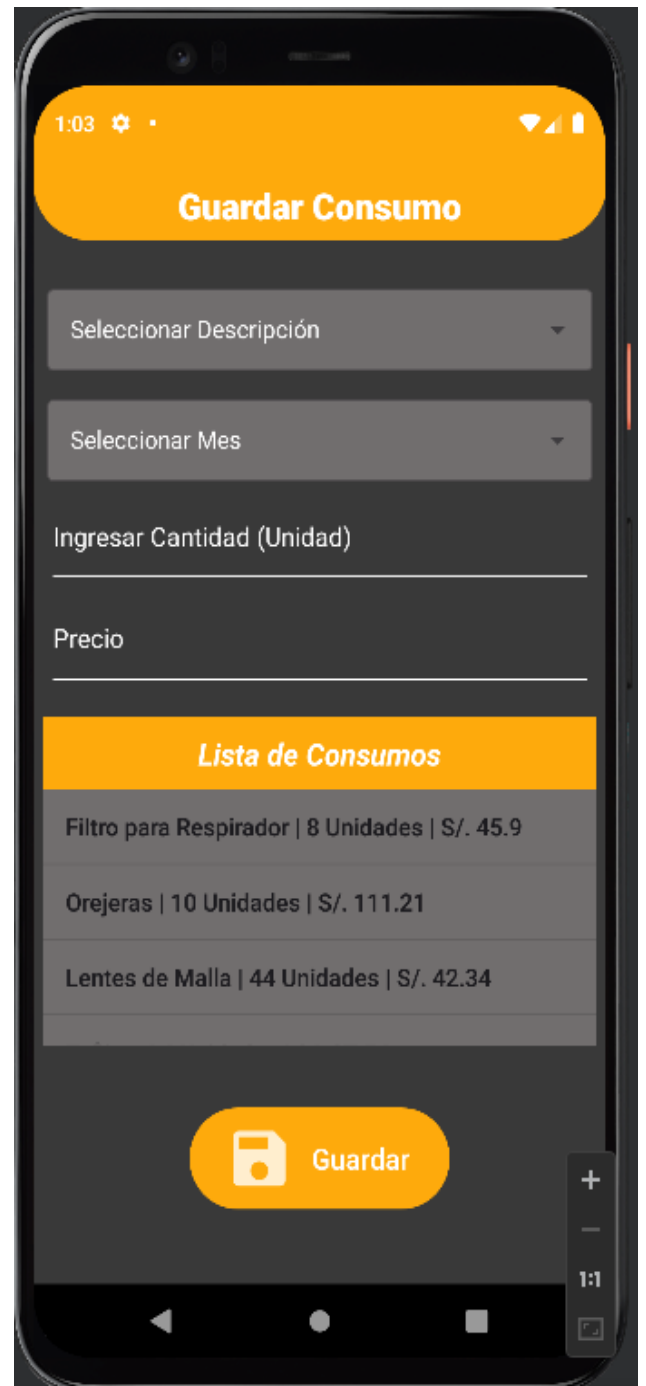 1:03
Guardar Consumo
Seleccionar Descripción
Seleccionar Mes
Ingresar Cantidad (Unidad)
Precio
Lista de Consumos
Filtro para Respirador | 8 Unidades | S/. 45.9
Orejeras | 10 Unidades | S/. 111.21
Lentes de Malla | 44 Unidades | S/. 42.34
Guardar
1:1